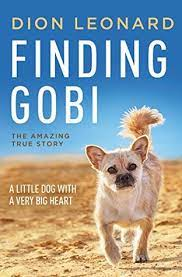 DION LEONARD
FINDING
GOBI
THE AMAZING
TRUE STORY
A LITTLE DOG WITH
A VERY BIG HEART